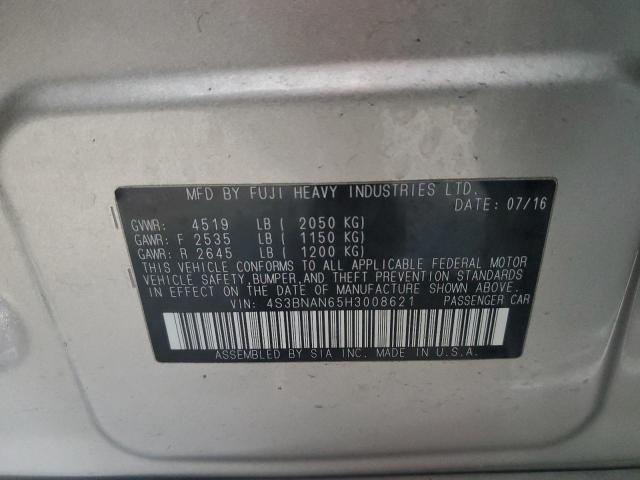 MFD BY FUJI HEAVY INDUSTRIES LTD.
DATE: 07/16
GVWR: 4519 LB ( 2050 KG)
GAWR: F 2535 LB ( 1150 KG)
GAWR: R 2645 LB ( 1200 KG)
THIS VEHICLE CONFORMS TO ALL APPLICABLE FEDERAL MOTOR
VEHICLE SAFETY, BUMPER, AND THEFT PREVENTION STANDARDS
IN EFFECT ON THE DATE OF MANUFACTURE SHOWN ABOVE.
VIN: 4S3BNAN65H3008621 PASSENGER CAR
ASSEMBLED BY SIA INC. MADE IN U.S.A.